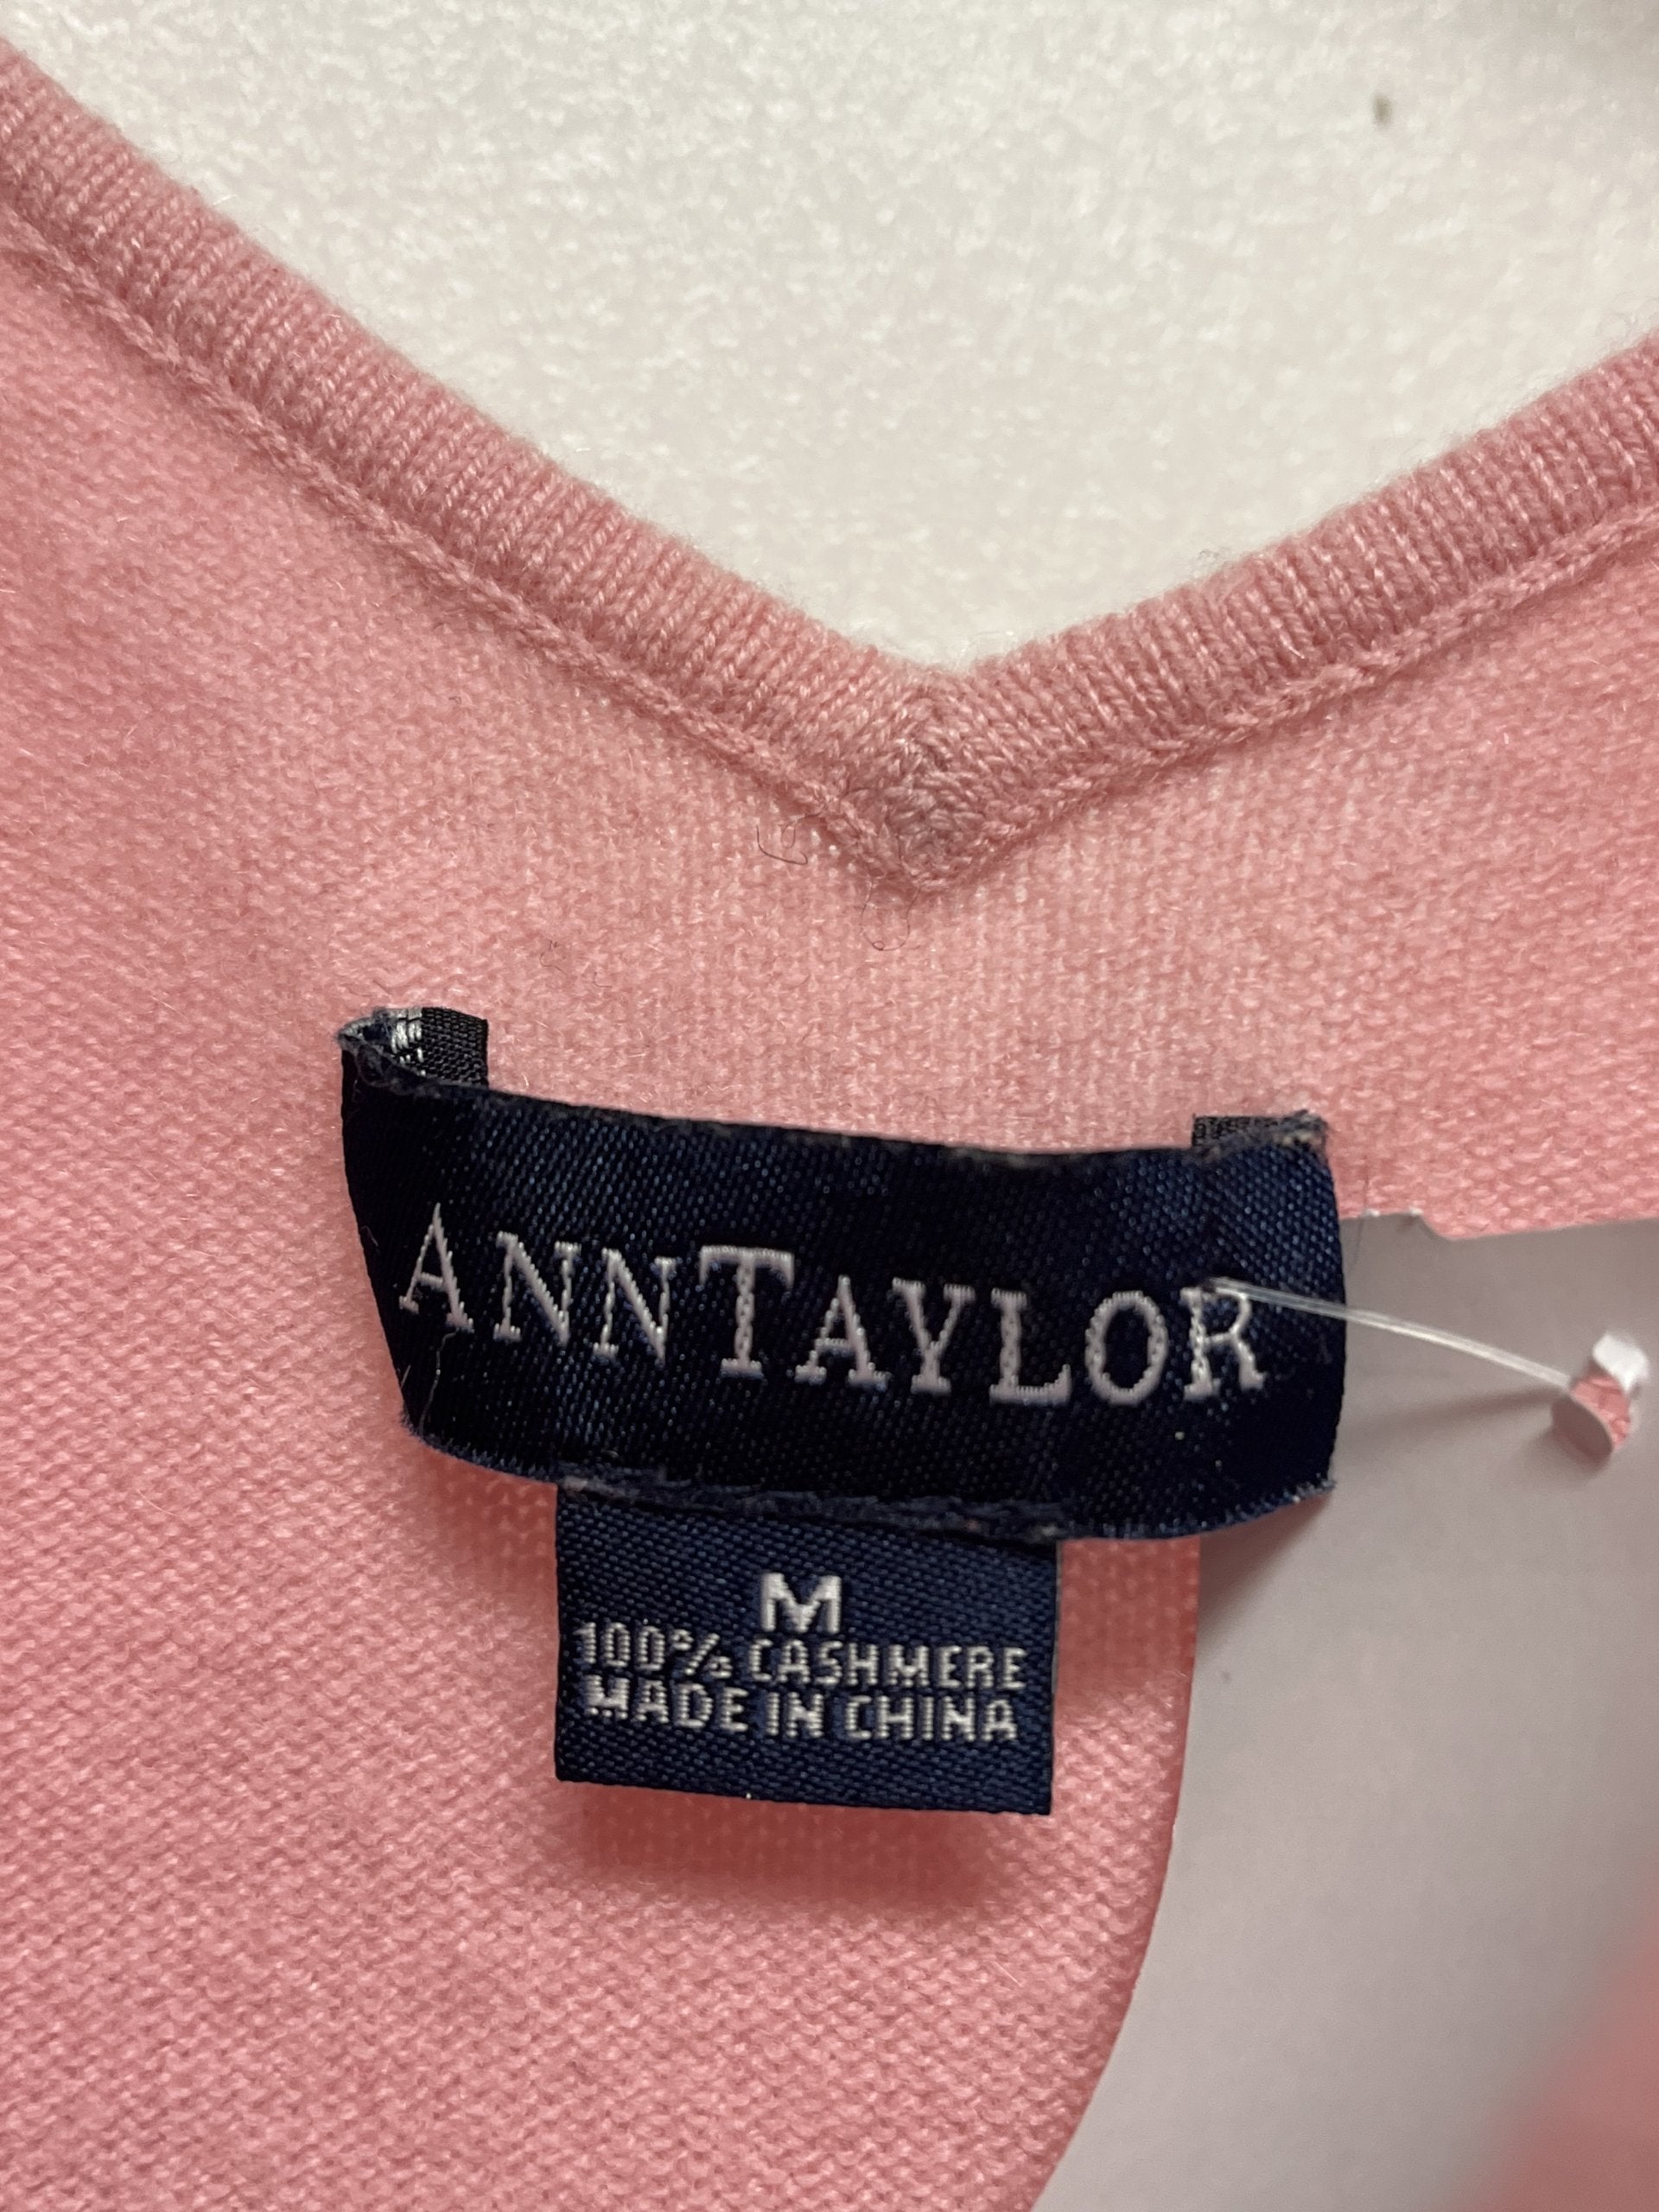 ANNTAYLOR
M
100% CASHMERE
MADE IN CHINA